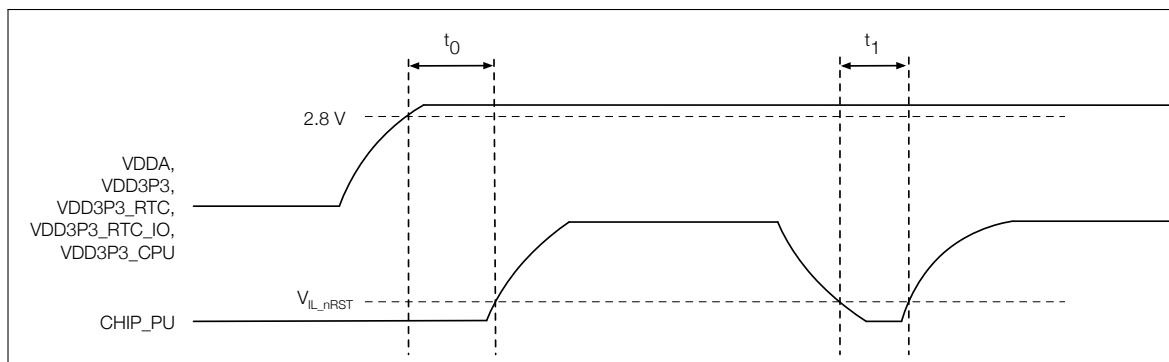 t0
t1
2.8 V
VDDA,
VDD3P3,
VDD3P3_RTC,
VDD3P3_RTC_IO,
VDD3P3_CPU
VIL_nRST
CHIP_PU